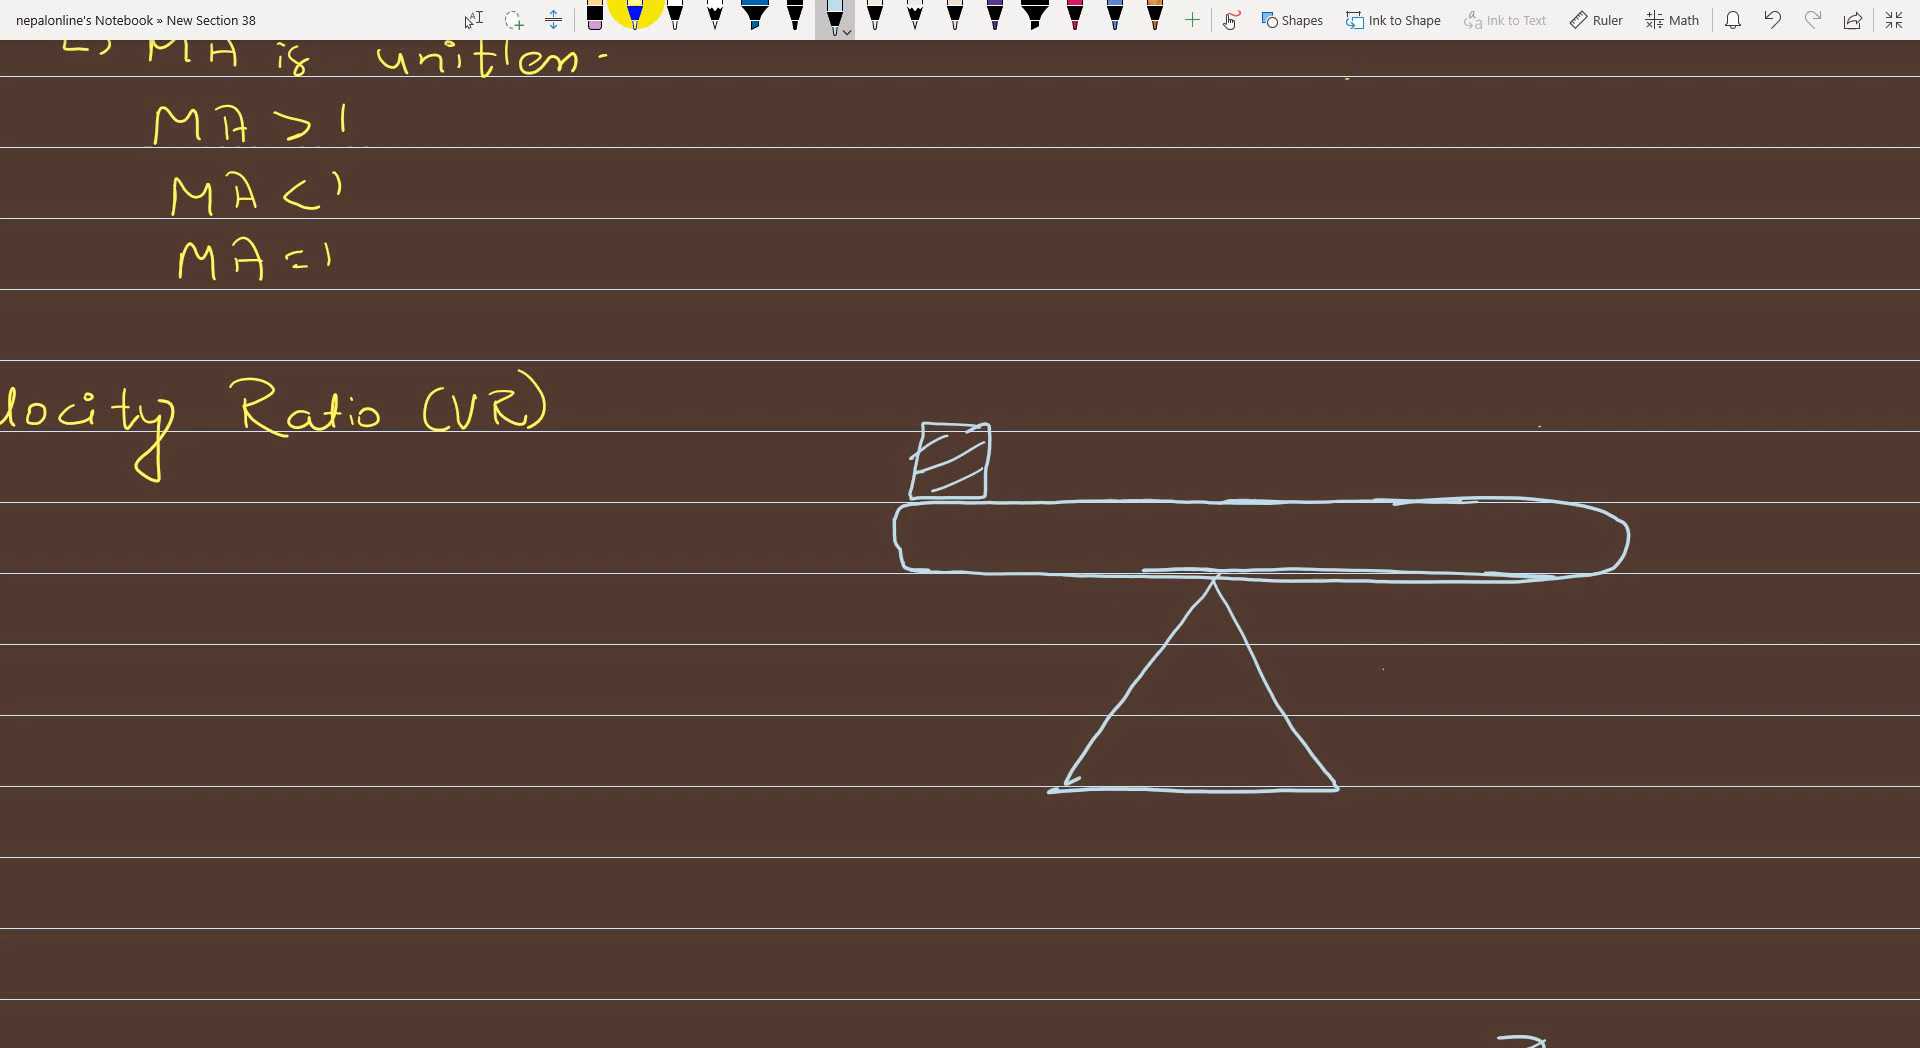 nepalonline's Notebook » New Section 38
Shapes
Ink to Shape
Ink to Text
Ruler
Math
MA is unitless.
MA > 1
MA < 1
MA = 1
locity Ratio (VR)